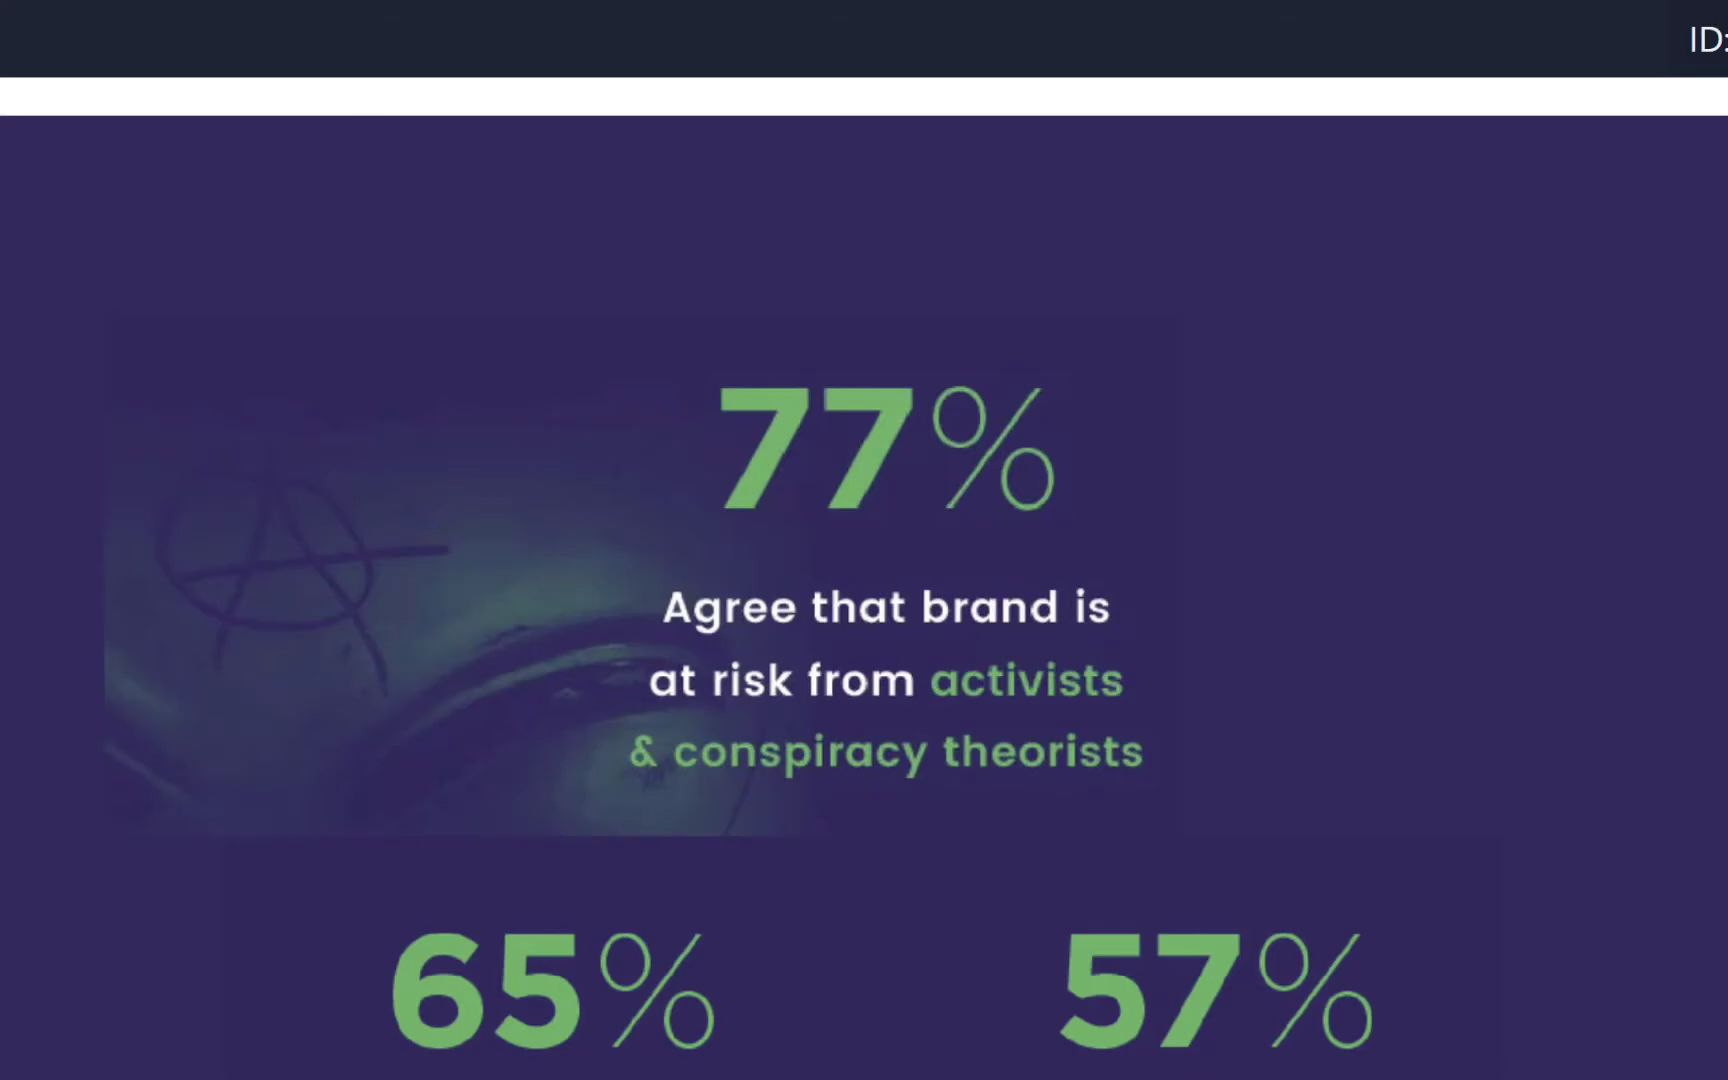 ID:
77%
Agree that brand is
at risk from activists
& conspiracy theorists
65% 57%